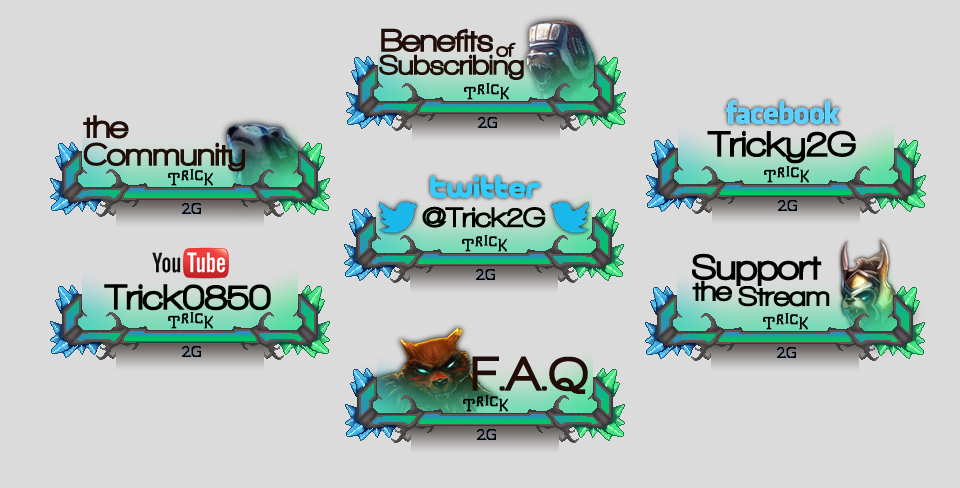 Benefits of
Subscribing
TRICK
2G
the
Community
TRICK
2G
facebook
Tricky2G
TRICK
2G
twitter
@Trick2G
TRICK
2G
YouTube
Trick0850
TRICK
2G
Support
the Stream
TRICK
2G
F.A.Q
TRICK
2G